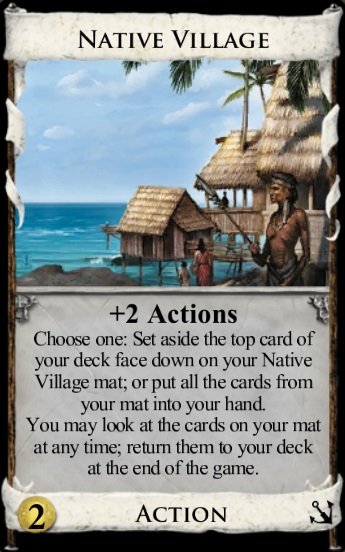 NATIVE VILLAGE
+2 Actions
Choose one: Set aside the top card of
your deck face down on your Native
Village mat; or put all the cards from
your mat into your hand.
You may look at the cards on your mat
at any time; return them to your deck
at the end of the game.
2
ACTION